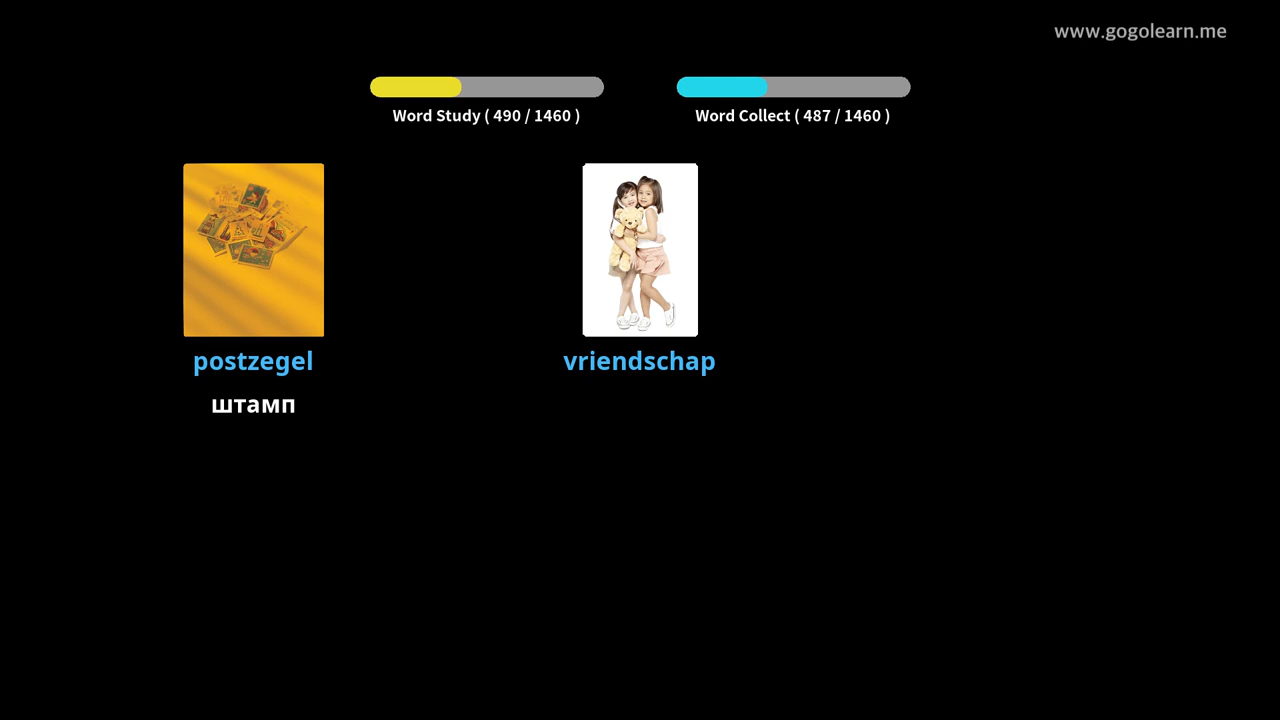 www.gogolearn.me
Word Study ( 490 / 1460 )
Word Collect ( 487 / 1460 )
postzegel
vriendschap
штамп